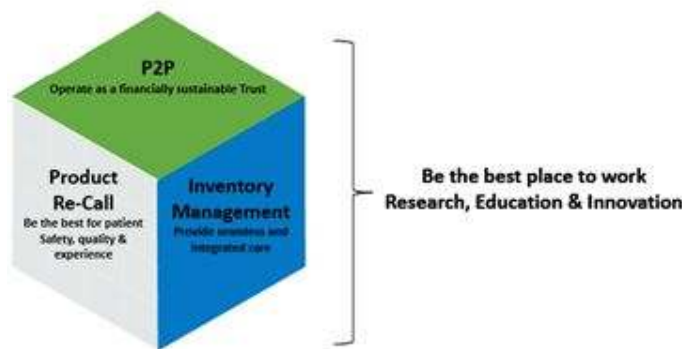 P2P
Operate as a financially sustainable Trust
Product
Re-Call
Be the best for patient
Safety, quality &
experience
Inventory
Management
Provide seamless and
integrated care
Be the best place to work
Research, Education & Innovation